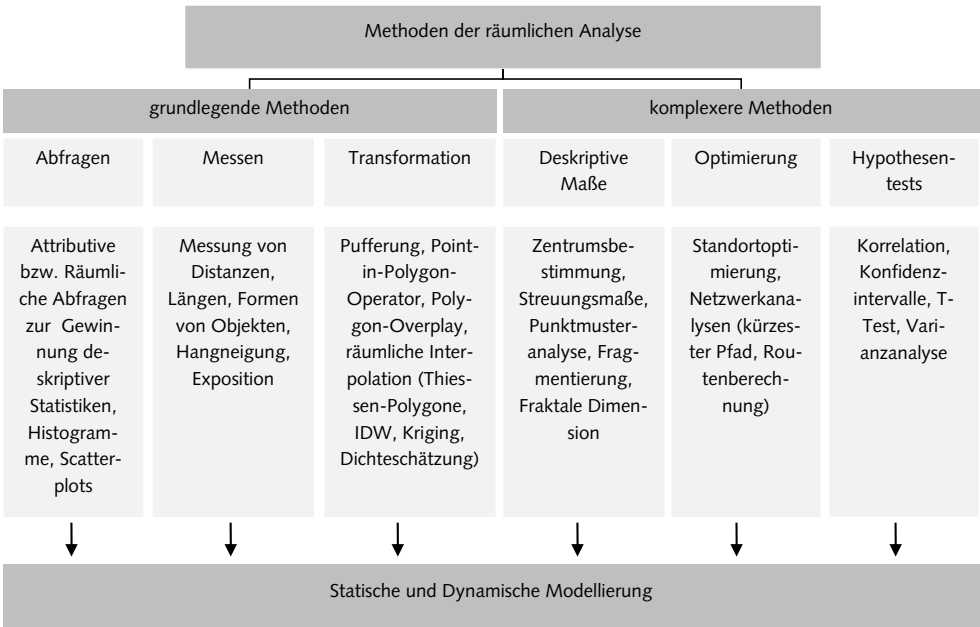 Methoden der räumlichen Analyse
grundlegende Methoden
komplexere Methoden
Abfragen
Messen
Transformation
Deskriptive
Maße
Optimierung
Hypothesen-
tests
Attributive
bzw. Räumli-
che Abfragen
zur Gewin-
nung de-
skriptiver
Statistiken,
Histogram-
me, Scatter-
plots
Messung von
Distanzen,
Längen, Formen
von Objekten,
Hangneigung,
Exposition
Pufferung, Point-
in-Polygon-
Operator, Poly-
gon-Overplay,
räumliche Inter-
polation (Thies-
sen-Polygone,
IDW, Kriging,
Dichteschätzung)
Zentrumsbe-
stimmung,
Streuungsmaße,
Punktmuster-
analyse, Frag-
mentierung,
Fraktale Dimen-
sion
Standortopti-
mierung,
Netzwerkana-
lysen (kürzes-
ter Pfad, Rou-
tenberech-
nung)
Korrelation,
Konfidenz-
intervalle, T-
Test, Vari-
anzanalyse
Statische und Dynamische Modellierung